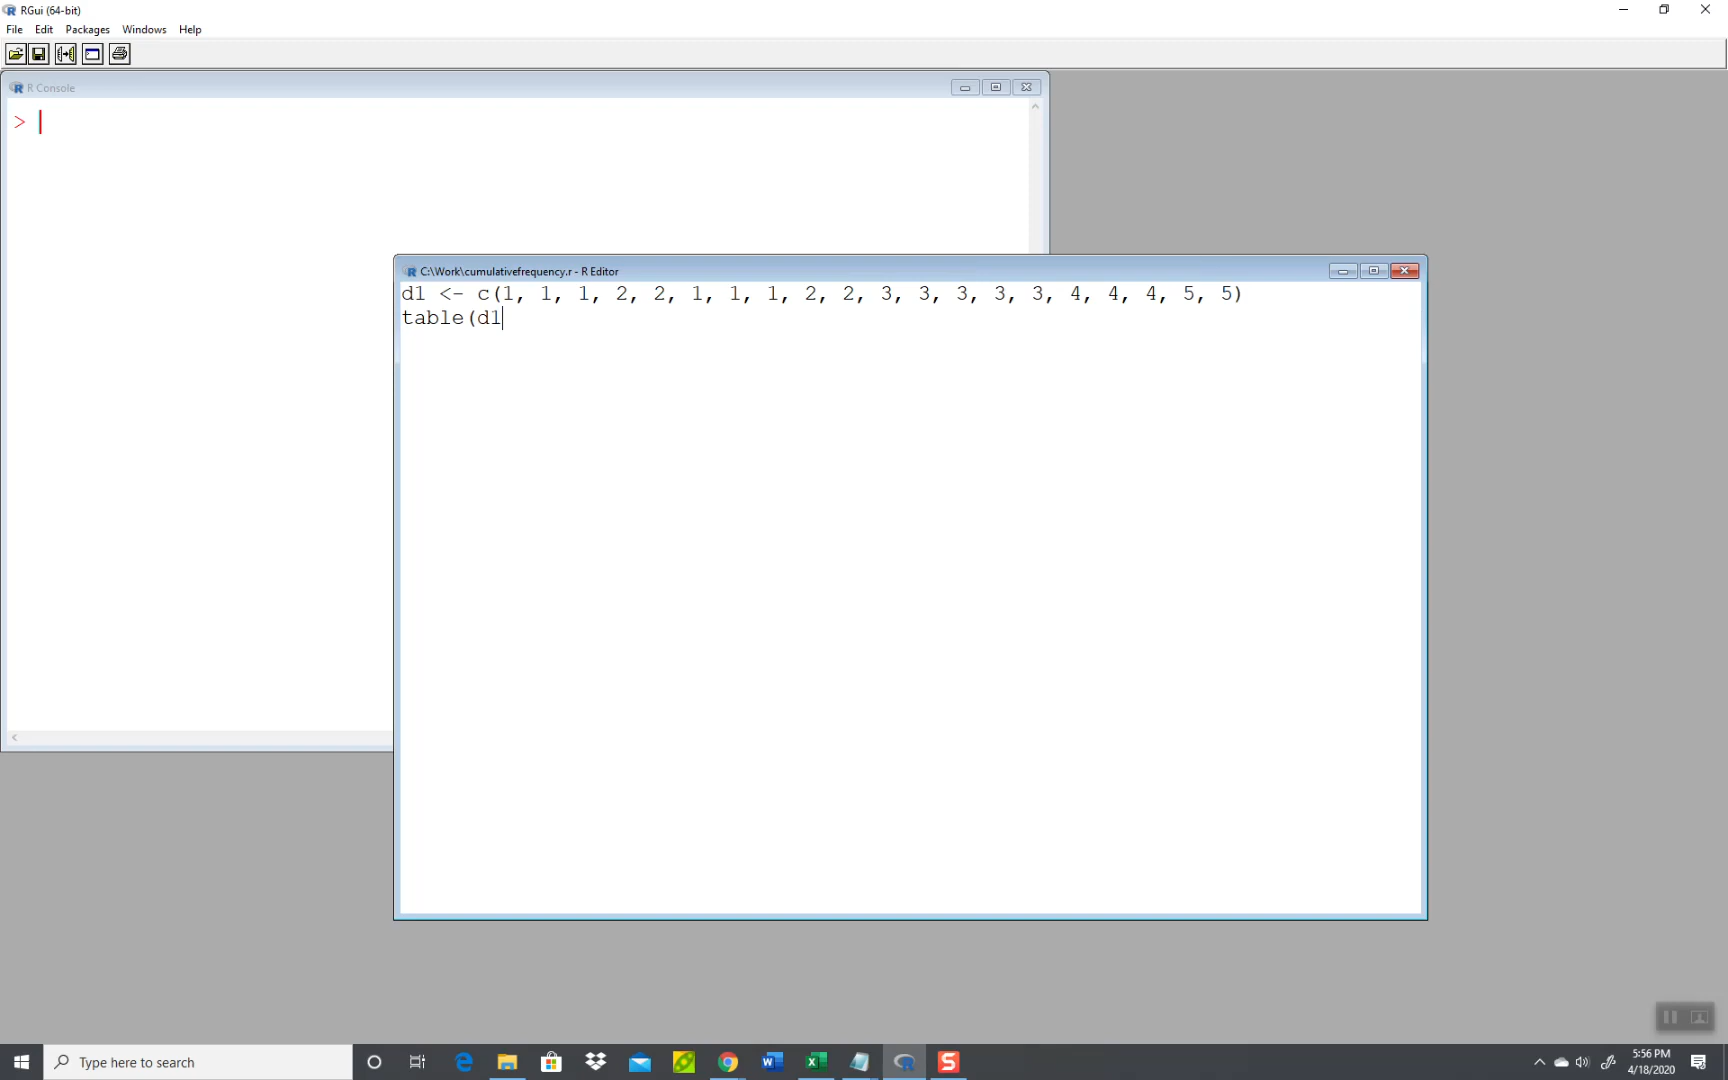 RGui (64-bit)
File Edit Packages Windows Help
R Console
>
C:\Work\cumulativefrequency.r - R Editor
d1 <- c(1, 1, 1, 2, 2, 1, 1, 1, 2, 2, 3, 3, 3, 3, 3, 4, 4, 4, 5, 5)
table(d1
Type here to search
5:56 PM
4/18/2020